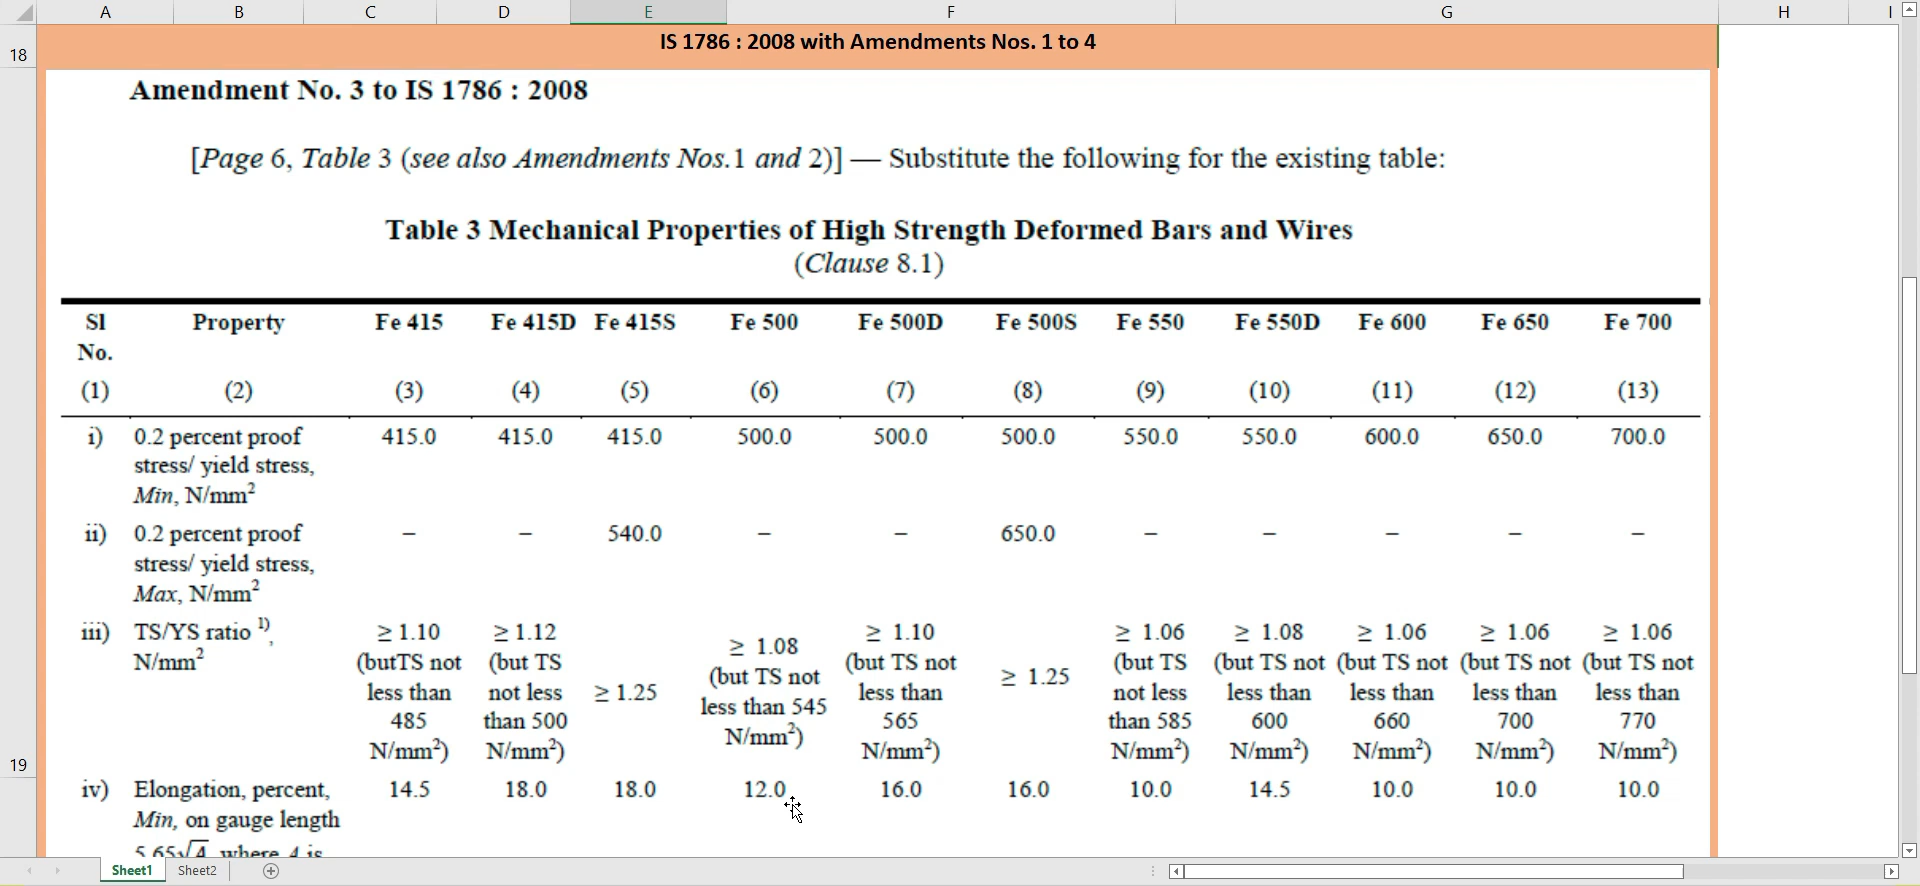 A B C D E F G H I
18 IS 1786 : 2008 with Amendments Nos. 1 to 4
Amendment No. 3 to IS 1786 : 2008
[Page 6, Table 3 (see also Amendments Nos.1 and 2)] — Substitute the following for the existing table:
Table 3 Mechanical Properties of High Strength Deformed Bars and Wires
(Clause 8.1)
Sl Property Fe 415 Fe 415D Fe 415S Fe 500 Fe 500D Fe 500S Fe 550 Fe 550D Fe 600 Fe 650 Fe 700
No.
(1) (2) (3) (4) (5) (6) (7) (8) (9) (10) (11) (12) (13)
i) 0.2 percent proof 415.0 415.0 415.0 500.0 500.0 500.0 550.0 550.0 600.0 650.0 700.0
stress/ yield stress,
Min, N/mm²
ii) 0.2 percent proof – – 540.0 – – 650.0 – – – – –
stress/ yield stress,
Max, N/mm²
iii) TS/YS ratio ¹⁾, ≥ 1.10 ≥ 1.12 ≥ 1.08 ≥ 1.10 ≥ 1.06 ≥ 1.08 ≥ 1.06 ≥ 1.06 ≥ 1.06
N/mm² (butTS not (but TS (but TS not (but TS not ≥ 1.25 (but TS (but TS not (but TS not (but TS not (but TS not
less than not less ≥ 1.25 less than 545 less than not less less than less than less than less than
485 than 500 N/mm²) 565 than 585 600 660 700 770
19 N/mm²) N/mm²) N/mm²) N/mm²) N/mm²) N/mm²) N/mm²) N/mm²)
iv) Elongation, percent, 14.5 18.0 18.0 12.0 16.0 16.0 10.0 14.5 10.0 10.0 10.0
Min, on gauge length
5.65√A, where A is
Sheet1 Sheet2